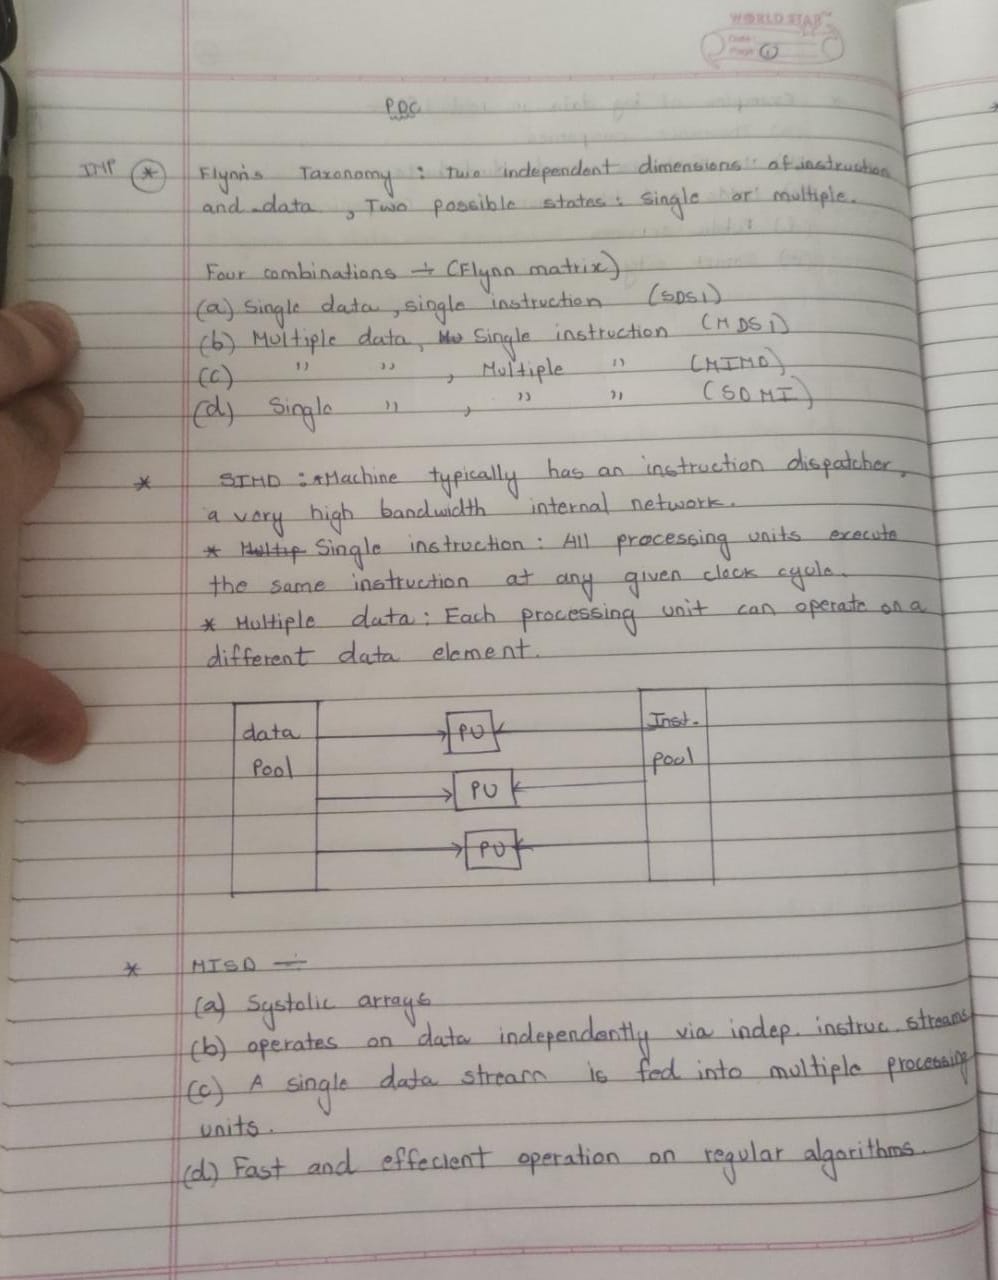 WORLD STAR
Date :
Page : 1
PDC
IMP * Flynn's Taxonomy : Two independent dimensions of instruction
and data , Two possible states : Single or multiple.
Four combinations → (Flynn matrix)
(a) Single data , single instruction (SDSI)
(b) Multiple data, Single instruction (MDSI)
(c) " " , Multiple " (MIMD)
(d) Single " , " " (SDMI)
* SIMD : * Machine typically has an instruction dispatcher,
a very high bandwidth internal network.
* Multip Single instruction : All processing units execute
the same instruction at any given clock cycle.
* Multiple data : Each processing unit can operate on a
different data element.
data
Pool
PU
PU
PU
Inst.
pool
* MISD ÷
(a) Systolic arrays
(b) operates on data independently via indep. instruc. streams
(c) A single data stream is fed into multiple processing
units.
(d) Fast and effecient operation on regular algorithms.